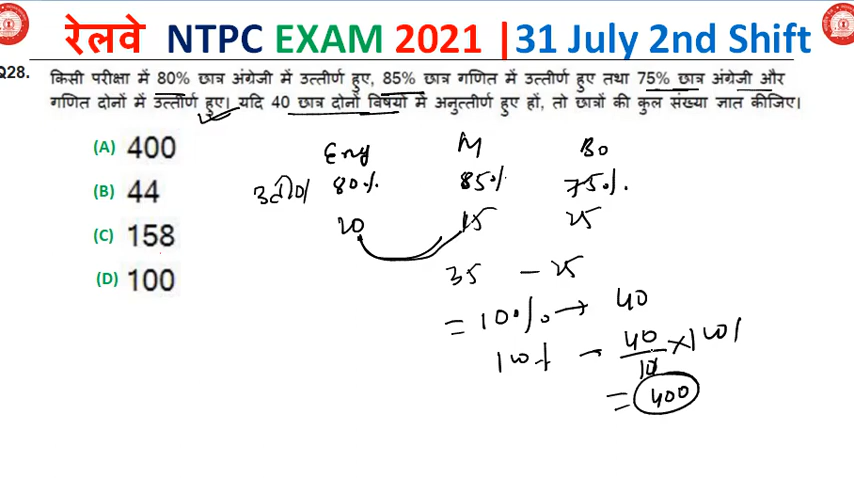 रेलवे NTPC EXAM 2021 |31 July 2nd Shift
Q28. किसी परीक्षा में 80% छात्र अंग्रेजी में उत्तीर्ण हुए, 85% छात्र गणित में उत्तीर्ण हुए तथा 75% छात्र अंग्रेजी और
गणित दोनों में उत्तीर्ण हुए। यदि 40 छात्र दोनों विषयो में अनुत्तीर्ण हुए हों, तो छात्रों की कुल संख्या ज्ञात कीजिए।
(A) 400
(B) 44
(C) 158
(D) 100
Eng M Bo
उत्तीर्ण 80% 85% 75%.
20 15 25
35 - 25
= 10% → 40
40/10 × 100
= 400